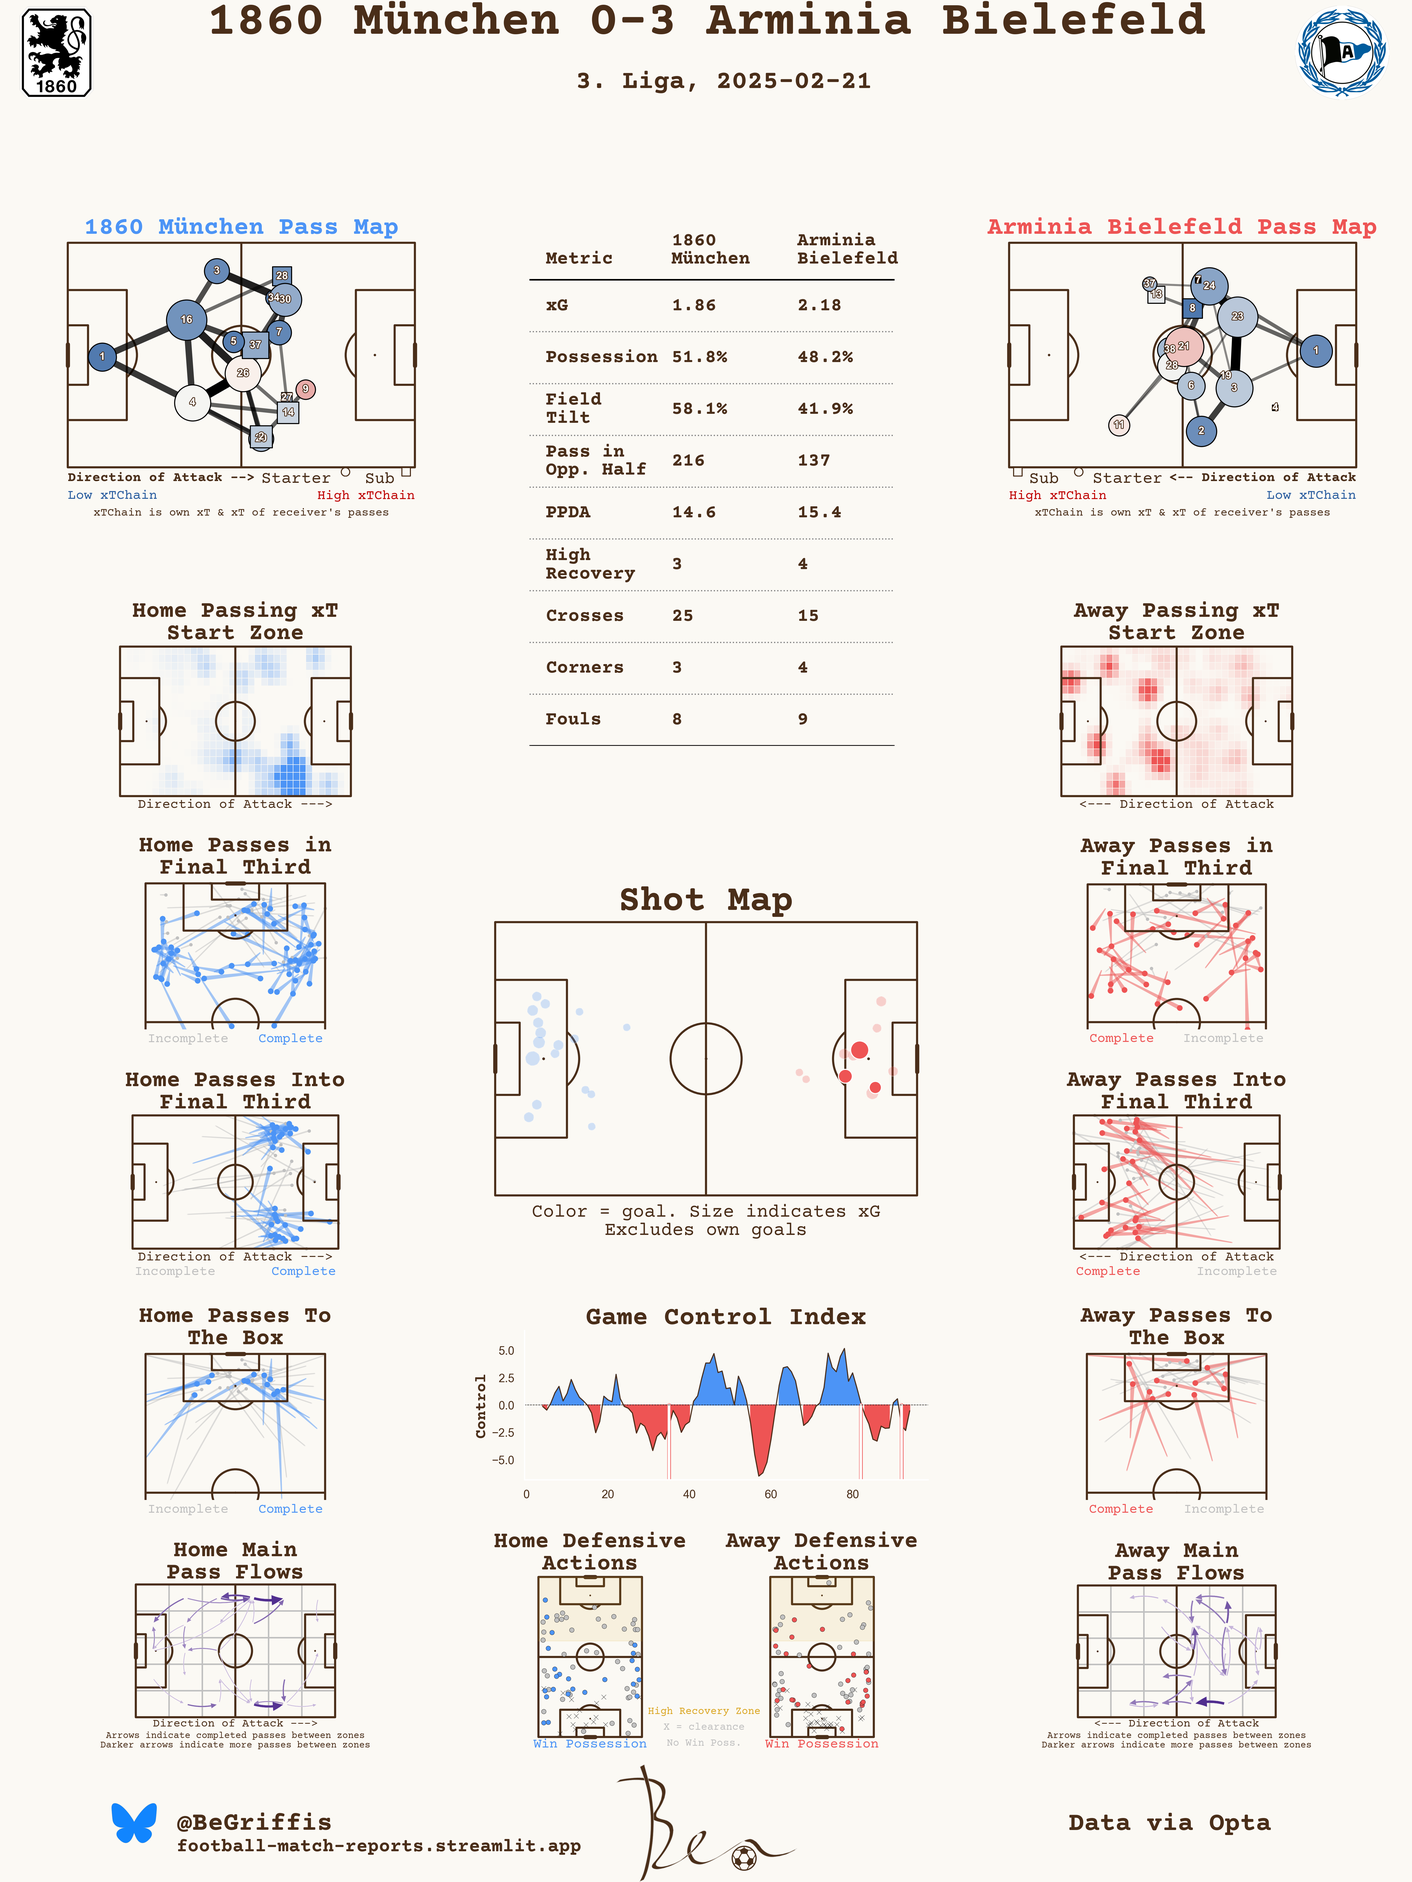 1860 München 0-3 Arminia Bielefeld
3. Liga, 2025-02-21
1860
A
1860 München Pass Map
3
28
34
30
16
7
5
37
1
26
9
4
27
14
Direction of Attack --> Starter Sub
Low xTChain High xTChain
xTChain is own xT & xT of receiver's passes
Metric 1860 München Arminia Bielefeld
xG 1.86 2.18
Possession 51.8% 48.2%
Field Tilt 58.1% 41.9%
Pass in Opp. Half 216 137
PPDA 14.6 15.4
High Recovery 3 4
Crosses 25 15
Corners 3 4
Fouls 8 9
Arminia Bielefeld Pass Map
37
7
24
13
8
23
38
21
1
28
19
6
3
4
11
2
Sub Starter <-- Direction of Attack
High xTChain Low xTChain
xTChain is own xT & xT of receiver's passes
Home Passing xT
Start Zone
Direction of Attack --->
Away Passing xT
Start Zone
<--- Direction of Attack
Home Passes in
Final Third
Incomplete Complete
Away Passes in
Final Third
Complete Incomplete
Shot Map
Color = goal. Size indicates xG
Excludes own goals
Home Passes Into
Final Third
Direction of Attack --->
Incomplete Complete
Away Passes Into
Final Third
<--- Direction of Attack
Complete Incomplete
Home Passes To
The Box
Incomplete Complete
Game Control Index
Control
5.0
2.5
0.0
−2.5
−5.0
0 20 40 60 80
Away Passes To
The Box
Complete Incomplete
Home Main
Pass Flows
Direction of Attack --->
Arrows indicate completed passes between zones
Darker arrows indicate more passes between zones
Home Defensive
Actions
Win Possession
High Recovery Zone
X = clearance
No Win Poss.
Away Defensive
Actions
Win Possession
Away Main
Pass Flows
<--- Direction of Attack
Arrows indicate completed passes between zones
Darker arrows indicate more passes between zones
@BeGriffis
football-match-reports.streamlit.app
Ben
Data via Opta